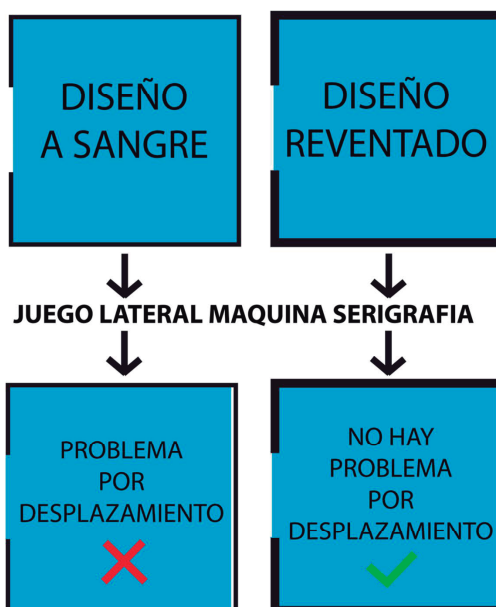 DISEÑO
A SANGRE
DISEÑO
REVENTADO
JUEGO LATERAL MAQUINA SERIGRAFIA
PROBLEMA
POR
DESPLAZAMIENTO
NO HAY
PROBLEMA
POR
DESPLAZAMIENTO